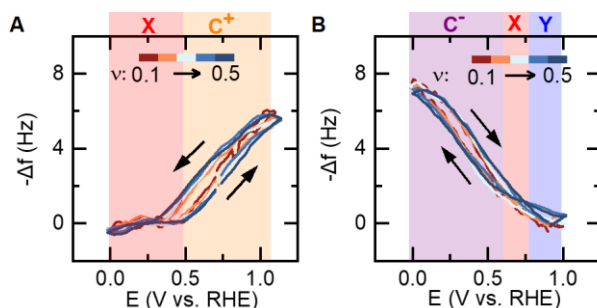 A
X
C⁺
ν: 0.1 → 0.5
-Δf (Hz)
8
4
0
0.0
0.5
1.0
E (V vs. RHE)
B
C⁻
X
Y
ν: 0.1 → 0.5
-Δf (Hz)
8
4
0
0.0
0.5
1.0
E (V vs. RHE)